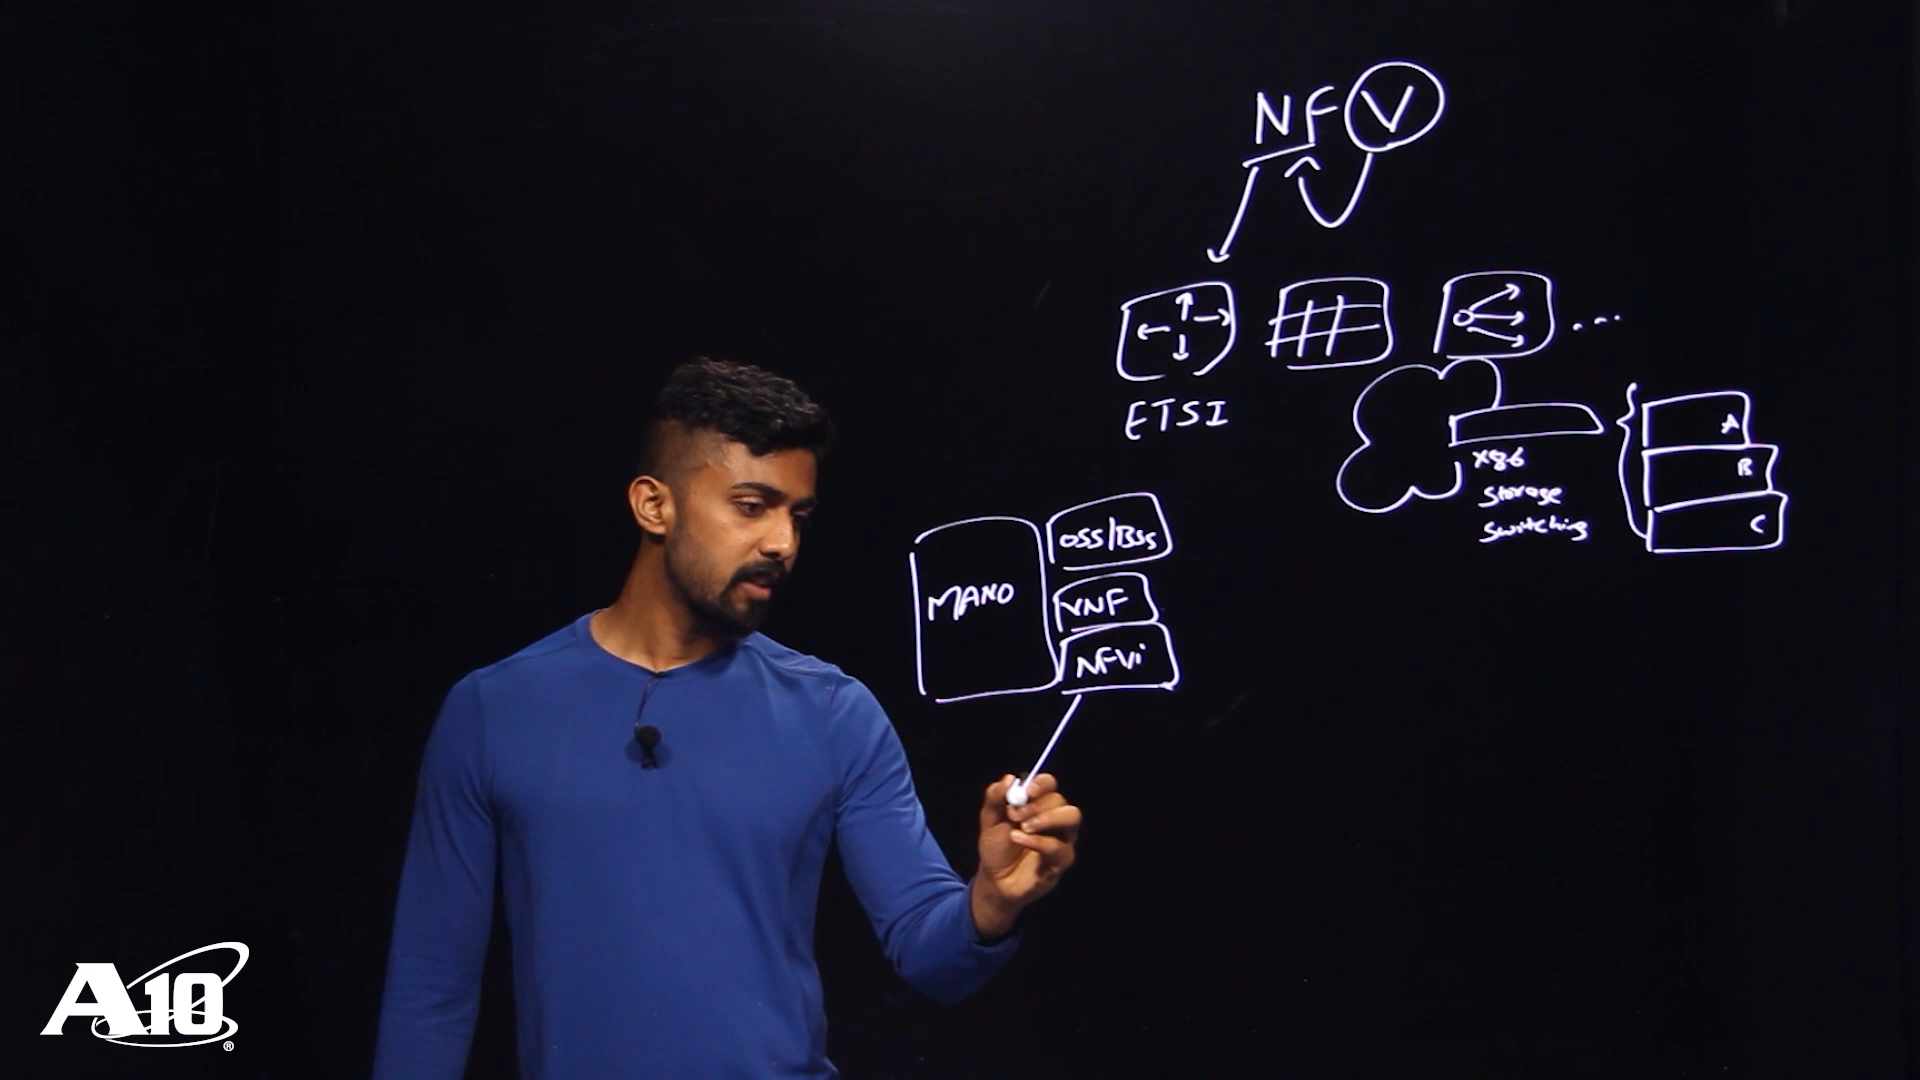 NFV
...
ETSI
A
x86
B
Storage
Switching
C
OSS/BSS
MANO
VNF
NFVi
A10®